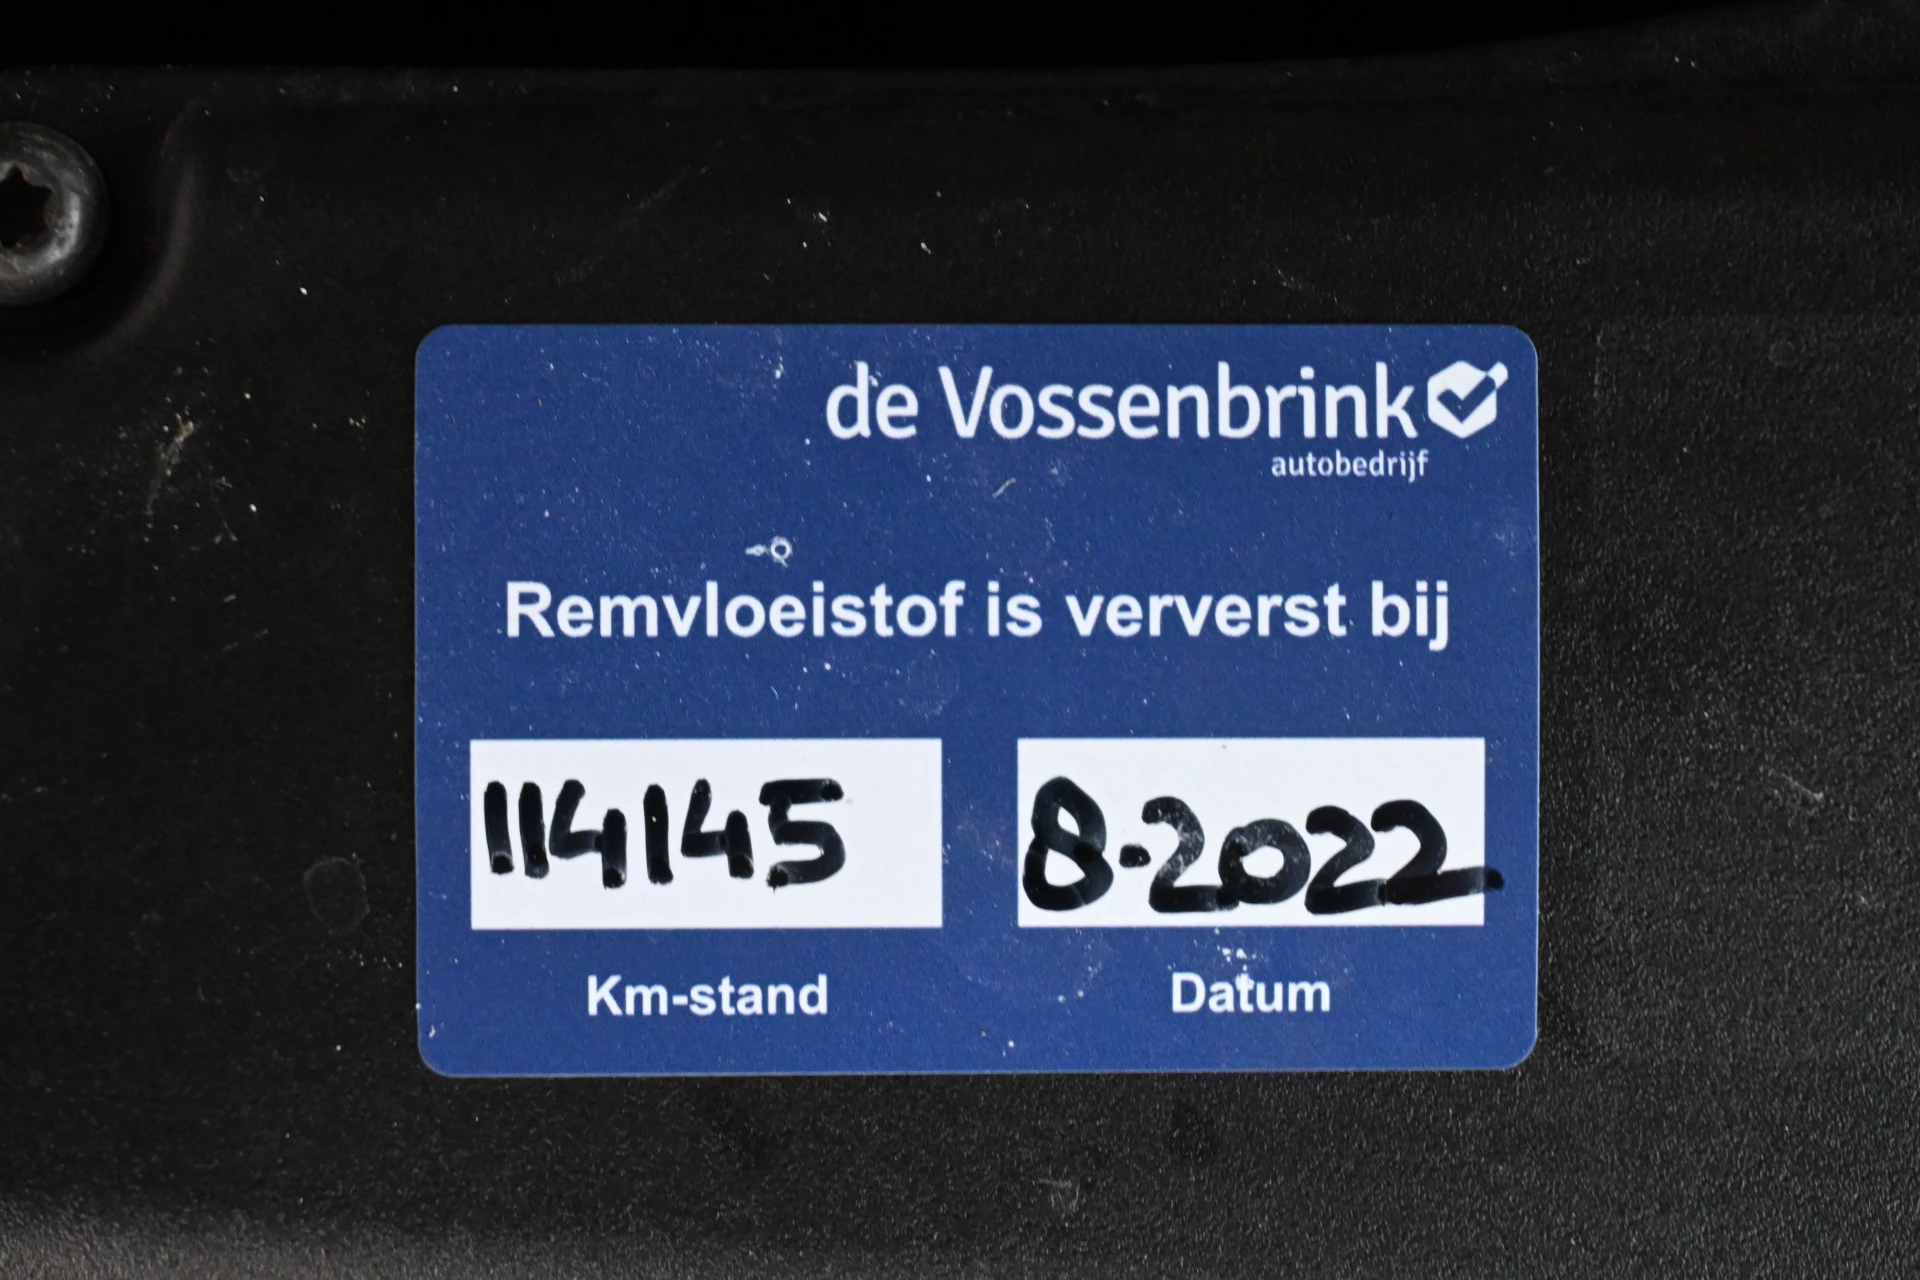 de Vossenbrink
autobedrijf
Remvloeistof is ververst bij
114145 8-2022
Km-stand Datum